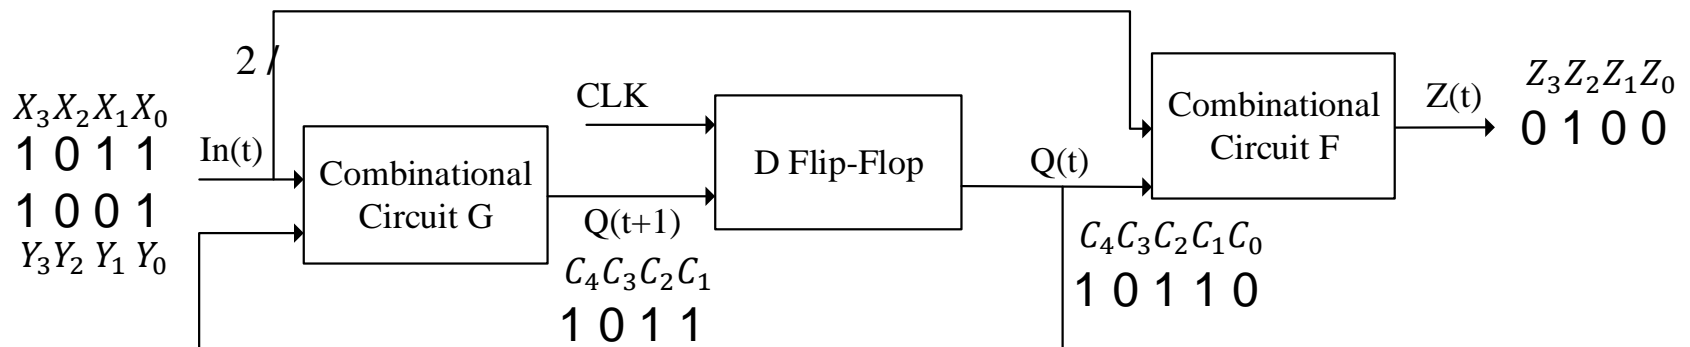 2
X₃X₂X₁X₀
1 0 1 1
In(t)
1 0 0 1
Y₃Y₂ Y₁ Y₀
Combinational
Circuit G
CLK
Q(t+1)
C₄C₃C₂C₁
1 0 1 1
D Flip-Flop
Q(t)
C₄C₃C₂C₁C₀
1 0 1 1 0
Combinational
Circuit F
Z(t)
Z₃Z₂Z₁Z₀
0 1 0 0